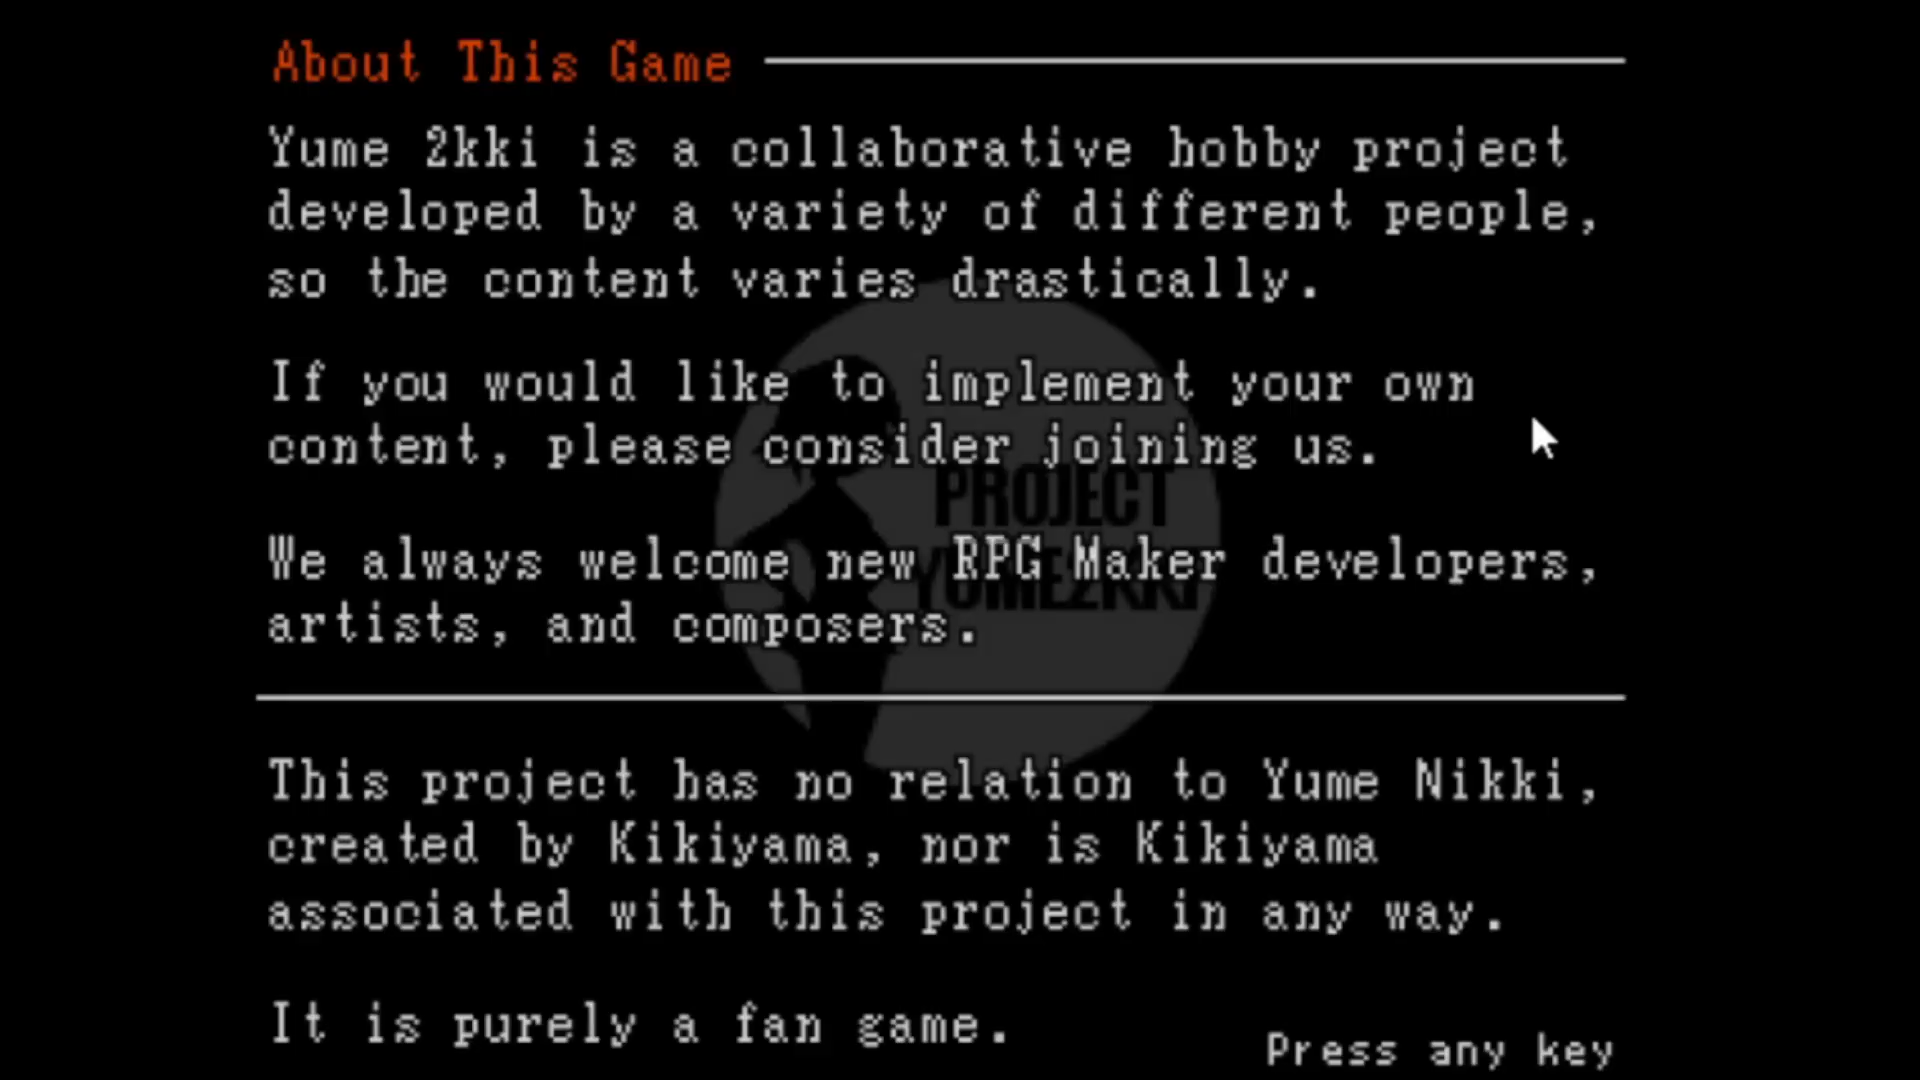 About This Game
Yume 2kki is a collaborative hobby project
developed by a variety of different people,
so the content varies drastically.
If you would like to implement your own
content, please consider joining us.
PROJECT
YUME2KKI
We always welcome new RPG Maker developers,
artists, and composers.
This project has no relation to Yume Nikki,
created by Kikiyama, nor is Kikiyama
associated with this project in any way.
It is purely a fan game.
Press any key